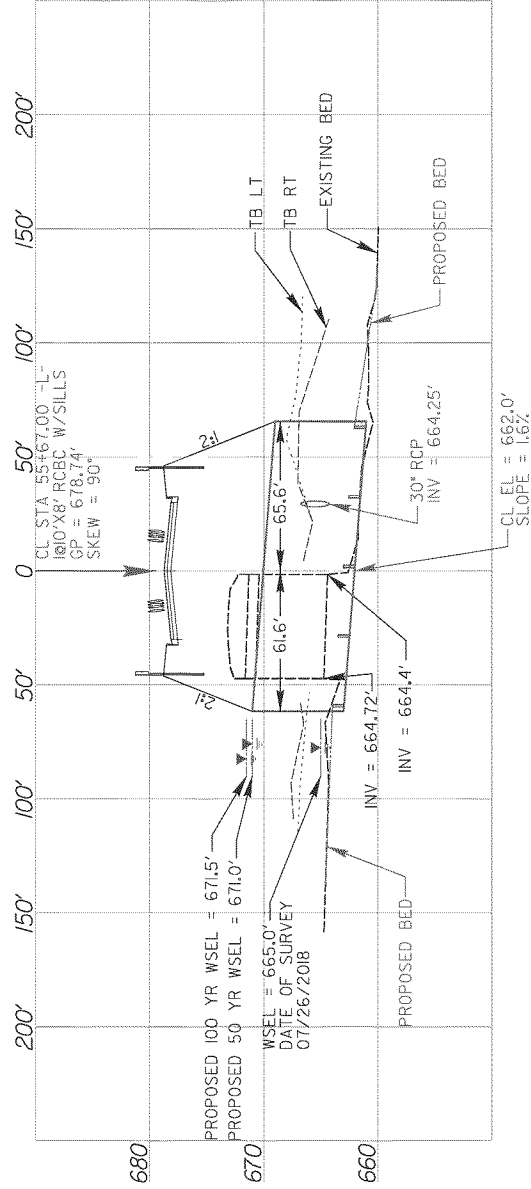 200'
150'
100'
50'
0
50'
100'
150'
200'
680
670
660
CL STA 55+67.00 -L-
1@10'X8' RCBC W/SILLS
GP = 678.74'
SKEW = 90°
2:1
2:1
PROPOSED 100 YR WSEL = 671.5'
PROPOSED 50 YR WSEL = 671.0'
WSEL = 665.0'
DATE OF SURVEY
07/26/2018
PROPOSED BED
61.6'
65.6'
INV = 664.72'
INV = 664.4'
30" RCP
INV = 664.25'
CL EL = 662.0'
SLOPE = 1.6%
TB LT
TB RT
EXISTING BED
PROPOSED BED